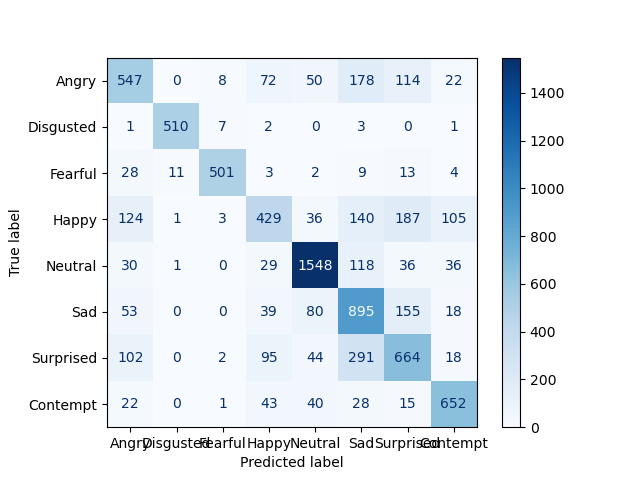 Angry 547 0 8 72 50 178 114 22
Disgusted 1 510 7 2 0 3 0 1
Fearful 28 11 501 3 2 9 13 4
Happy 124 1 3 429 36 140 187 105
Neutral 30 1 0 29 1548 118 36 36
Sad 53 0 0 39 80 895 155 18
Surprised 102 0 2 95 44 291 664 18
Contempt 22 0 1 43 40 28 15 652
Angry Disgusted Fearful Happy Neutral Sad Surprised Contempt
Predicted label
True label
1400
1200
1000
800
600
400
200
0